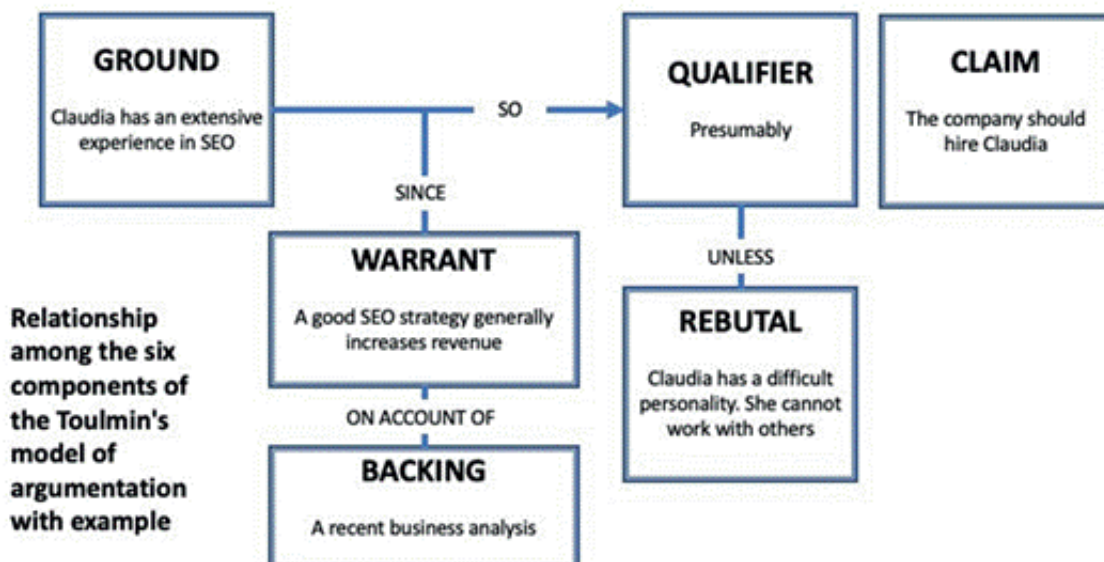 GROUND
Claudia has an extensive
experience in SEO
SO
QUALIFIER
Presumably
CLAIM
The company should
hire Claudia
SINCE
WARRANT
A good SEO strategy generally
increases revenue
UNLESS
REBUTAL
Claudia has a difficult
personality. She cannot
work with others
ON ACCOUNT OF
BACKING
A recent business analysis
Relationship
among the six
components of
the Toulmin's
model of
argumentation
with example